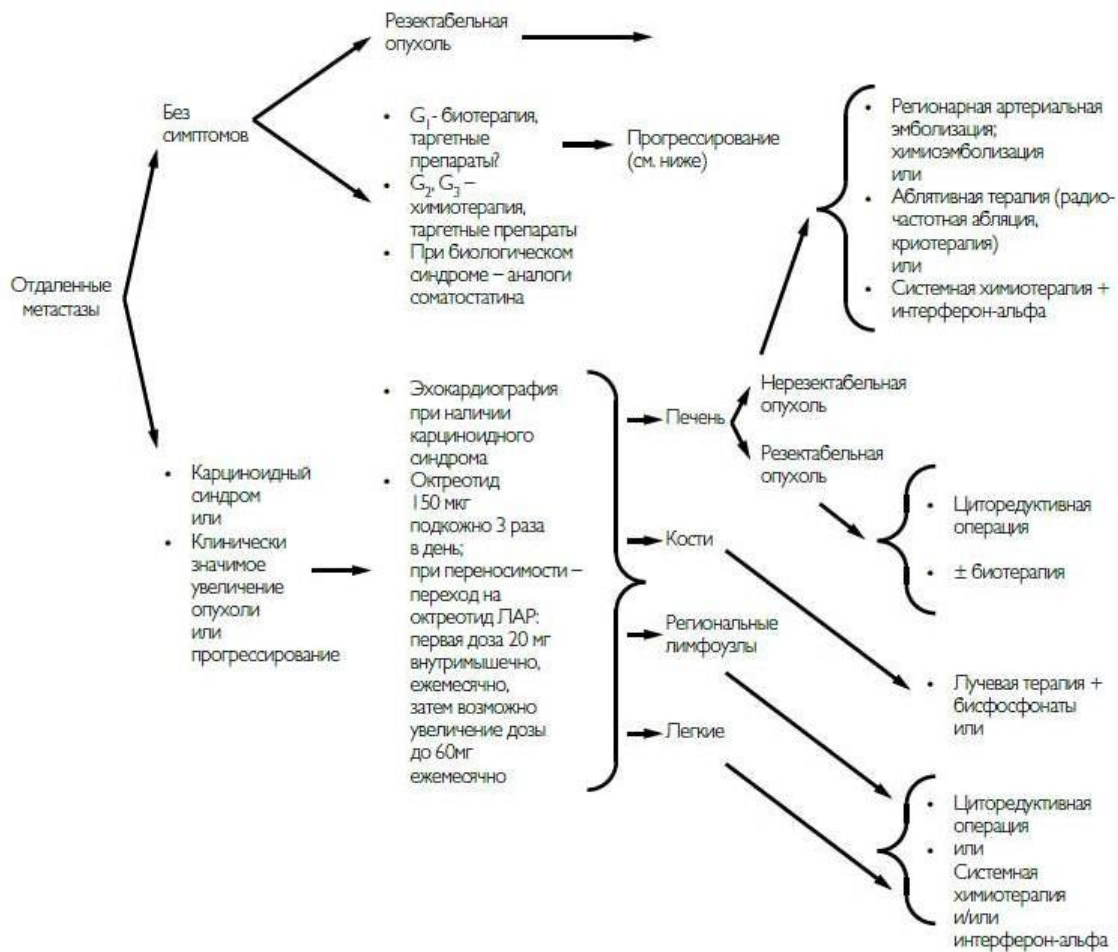 Резектабельная
опухоль
Без
симптомов
• G₁- биотерапия,
таргетные
препараты?
• G₂, G₃ –
химиотерапия,
таргетные препараты
• При биологическом
синдроме – аналоги
соматостатина
Прогрессирование
(см. ниже)
• Регионарная артериальная
эмболизация;
химиоэмболизация
или
• Аблятивная терапия (радио-
частотная абляция,
криотерапия)
или
• Системная химиотерапия +
интерферон-альфа
Отдаленные
метастазы
• Карциноидный
синдром
или
• Клинически
значимое
увеличение
опухоли
или
прогрессирование
• Эхокардиография
при наличии
карциноидного
синдрома
• Октреотид
150 мкг
подкожно 3 раза
в день;
при переносимости –
переход на
октреотид ЛАР:
первая доза 20 мг
внутримышечно,
ежемесячно,
затем возможно
увеличение дозы
до 60мг
ежемесячно
Печень
Нерезектабельная
опухоль
Резектабельная
опухоль
• Циторедуктивная
операция
• ± биотерапия
Кости
Региональные
лимфоузлы
Легкие
• Лучевая терапия +
бисфосфонаты
или
• Циторедуктивная
операция
• или
• Системная
химиотерапия
и/или
интерферон-альфа